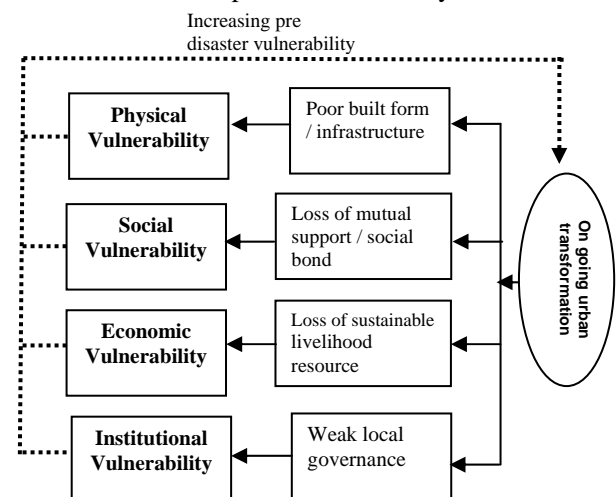 Increasing pre
disaster vulnerability
Physical
Vulnerability
Poor built form
/ infrastructure
Social
Vulnerability
Loss of mutual
support / social
bond
Economic
Vulnerability
Loss of sustainable
livelihood
resource
Institutional
Vulnerability
Weak local
governance
On going urban
transformation